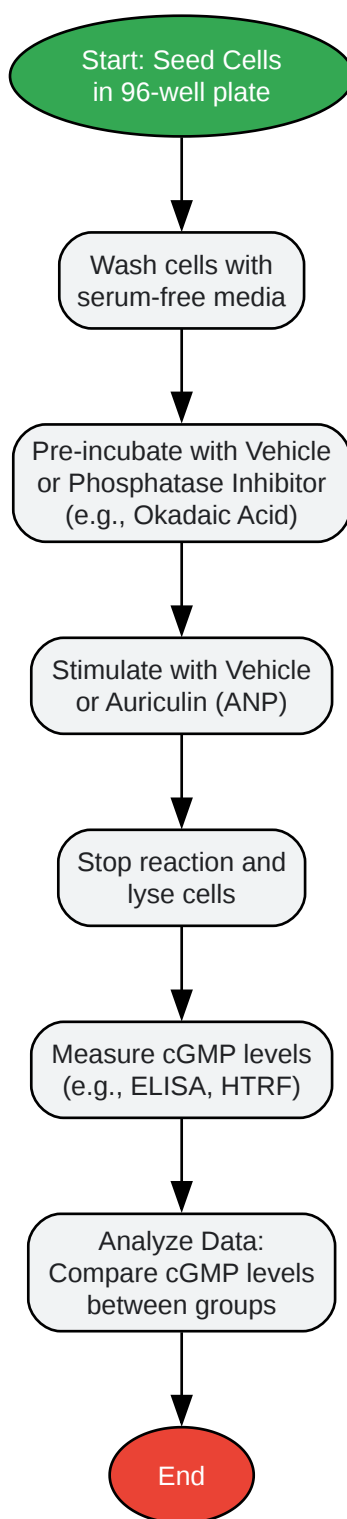 Start: Seed Cells
in 96-well plate
Wash cells with
serum-free media
Pre-incubate with Vehicle
or Phosphatase Inhibitor
(e.g., Okadaic Acid)
Stimulate with Vehicle
or Auriculin (ANP)
Stop reaction and
lyse cells
Measure cGMP levels
(e.g., ELISA, HTRF)
Analyze Data:
Compare cGMP levels
between groups
End